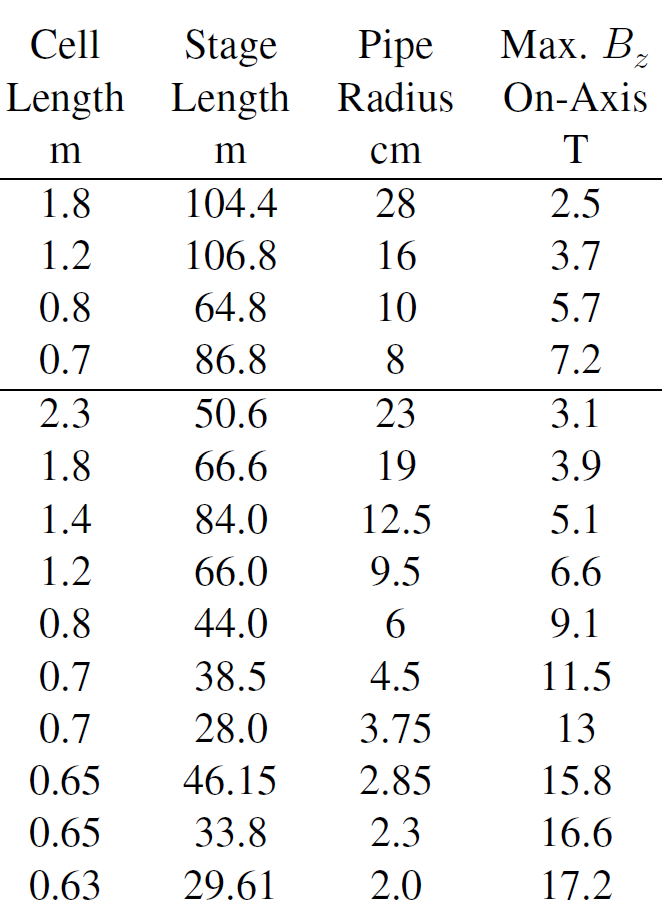 Cell Stage Pipe Max. B_z
Length Length Radius On-Axis
m m cm T
1.8 104.4 28 2.5
1.2 106.8 16 3.7
0.8 64.8 10 5.7
0.7 86.8 8 7.2
2.3 50.6 23 3.1
1.8 66.6 19 3.9
1.4 84.0 12.5 5.1
1.2 66.0 9.5 6.6
0.8 44.0 6 9.1
0.7 38.5 4.5 11.5
0.7 28.0 3.75 13
0.65 46.15 2.85 15.8
0.65 33.8 2.3 16.6
0.63 29.61 2.0 17.2